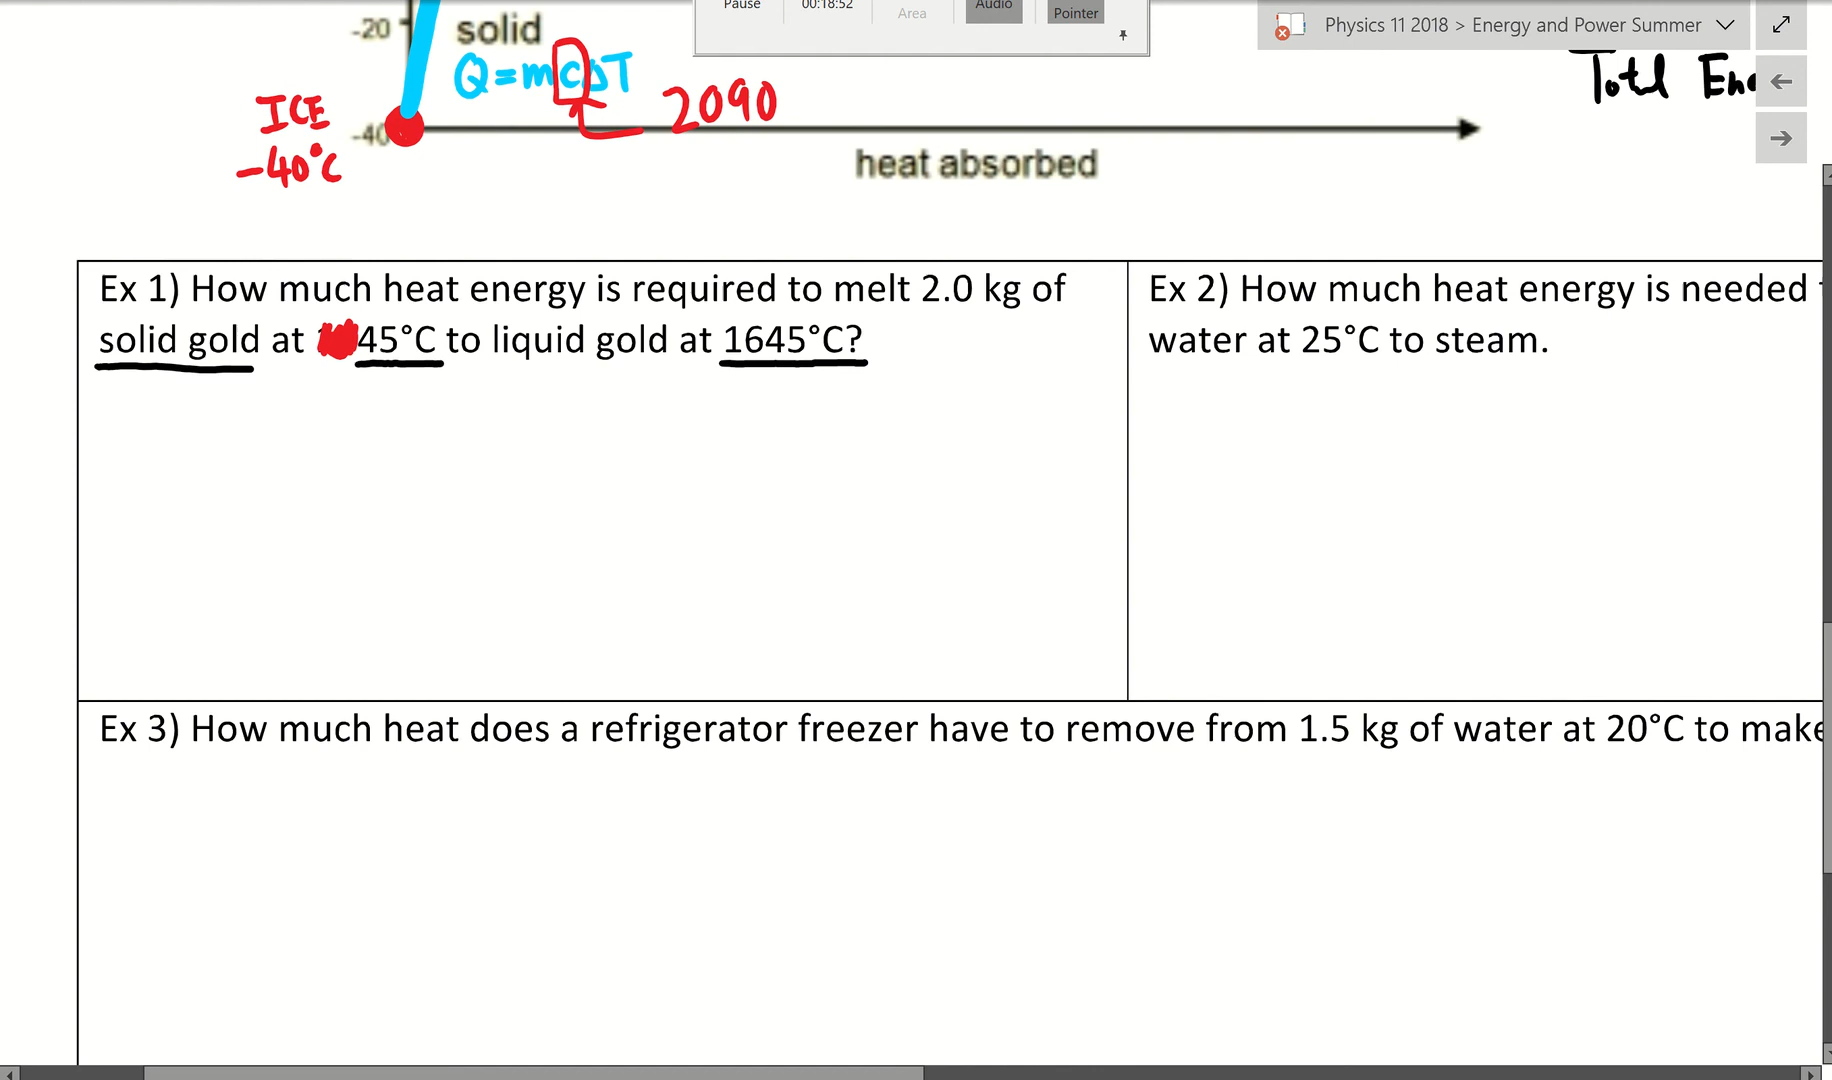 Pause 00:18:52 Area Audio Pointer
Physics 11 2018 > Energy and Power Summer
-20 solid
Q=mcΔT
2090
ICE
-40°C
-40
heat absorbed
Ex 1) How much heat energy is required to melt 2.0 kg of
solid gold at 45°C to liquid gold at 1645°C?
Ex 2) How much heat energy is needed
water at 25°C to steam.
Ex 3) How much heat does a refrigerator freezer have to remove from 1.5 kg of water at 20°C to make